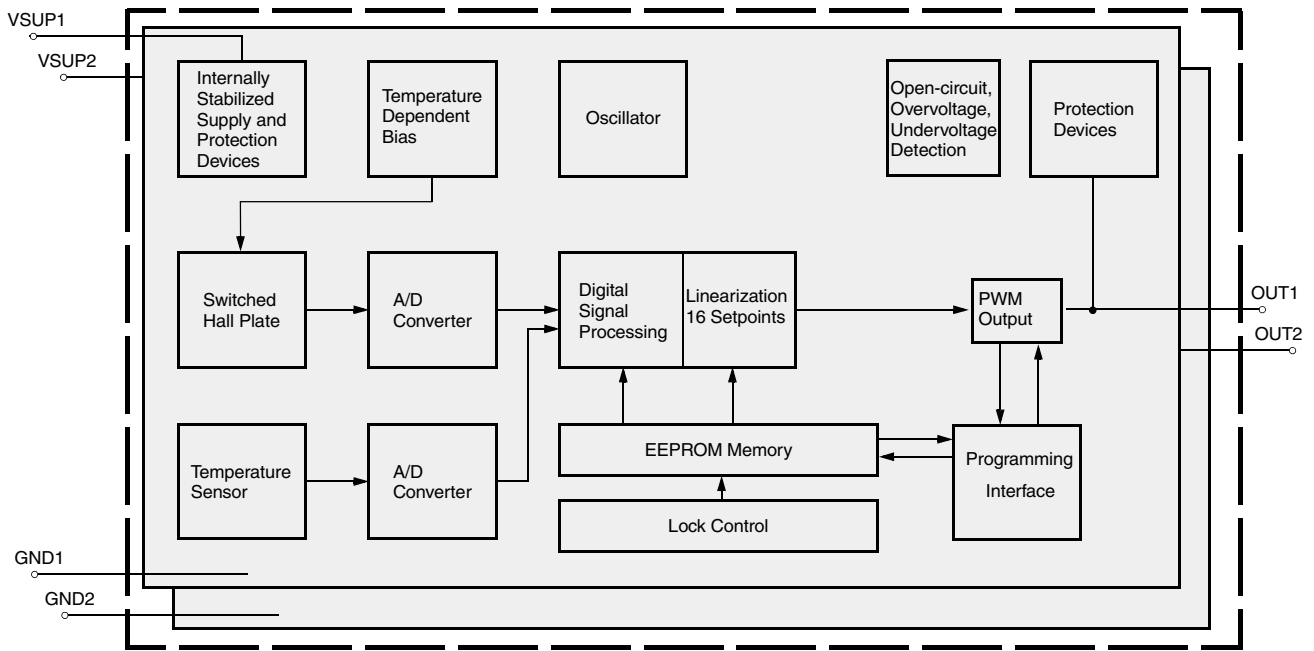 VSUP1
VSUP2
Internally
Stabilized
Supply and
Protection
Devices
Temperature
Dependent
Bias
Oscillator
Open-circuit,
Overvoltage,
Undervoltage
Detection
Protection
Devices
Switched
Hall Plate
A/D
Converter
Digital
Signal
Processing
Linearization
16 Setpoints
PWM
Output
OUT1
OUT2
Temperature
Sensor
A/D
Converter
EEPROM Memory
Lock Control
Programming
Interface
GND1
GND2